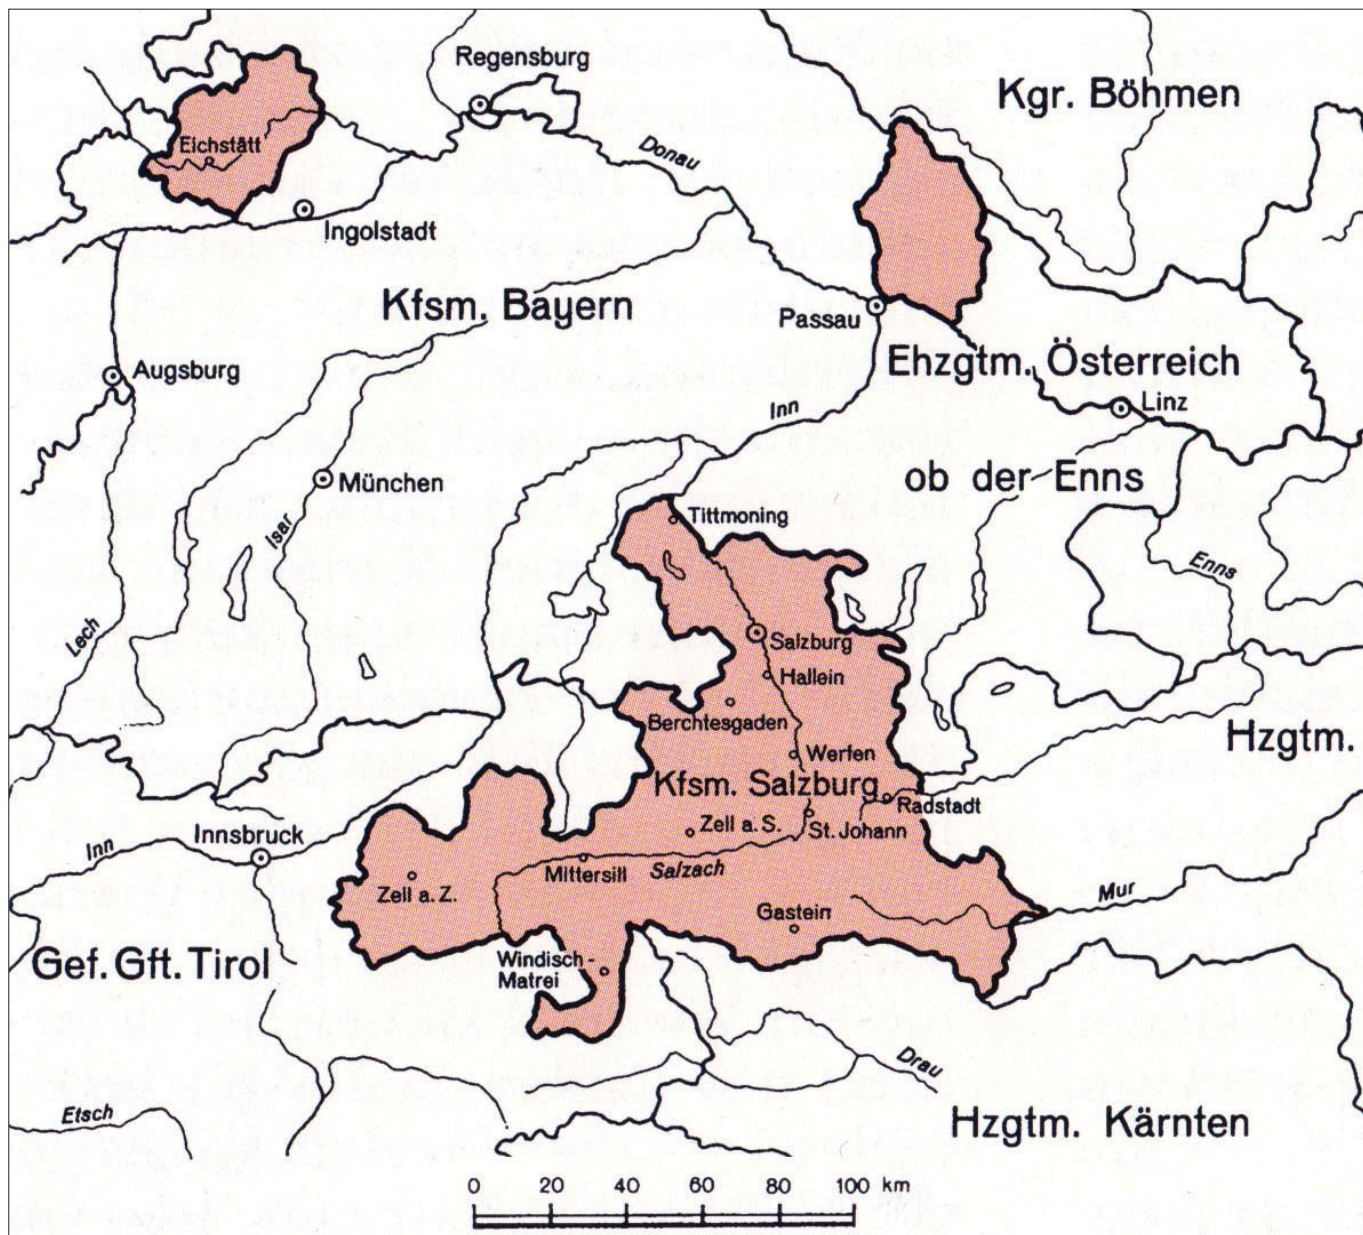 Regensburg
Kgr. Böhmen
Eichstätt
Donau
Ingolstadt
Kfsm. Bayern
Passau
Ehzgtm. Österreich
Augsburg
Linz
Inn
ob der Enns
München
Isar
Tittmoning
Enns
Lech
Salzburg
Hallein
Berchtesgaden
Hzgtm.
Werfen
Kfsm. Salzburg
Radstadt
Innsbruck
Zell a. S.
St. Johann
Inn
Mittersill
Salzach
Zell a. Z.
Mur
Gastein
Gef. Gft. Tirol
Windisch-
Matrei
Drau
Etsch
Hzgtm. Kärnten
0 20 40 60 80 100 km